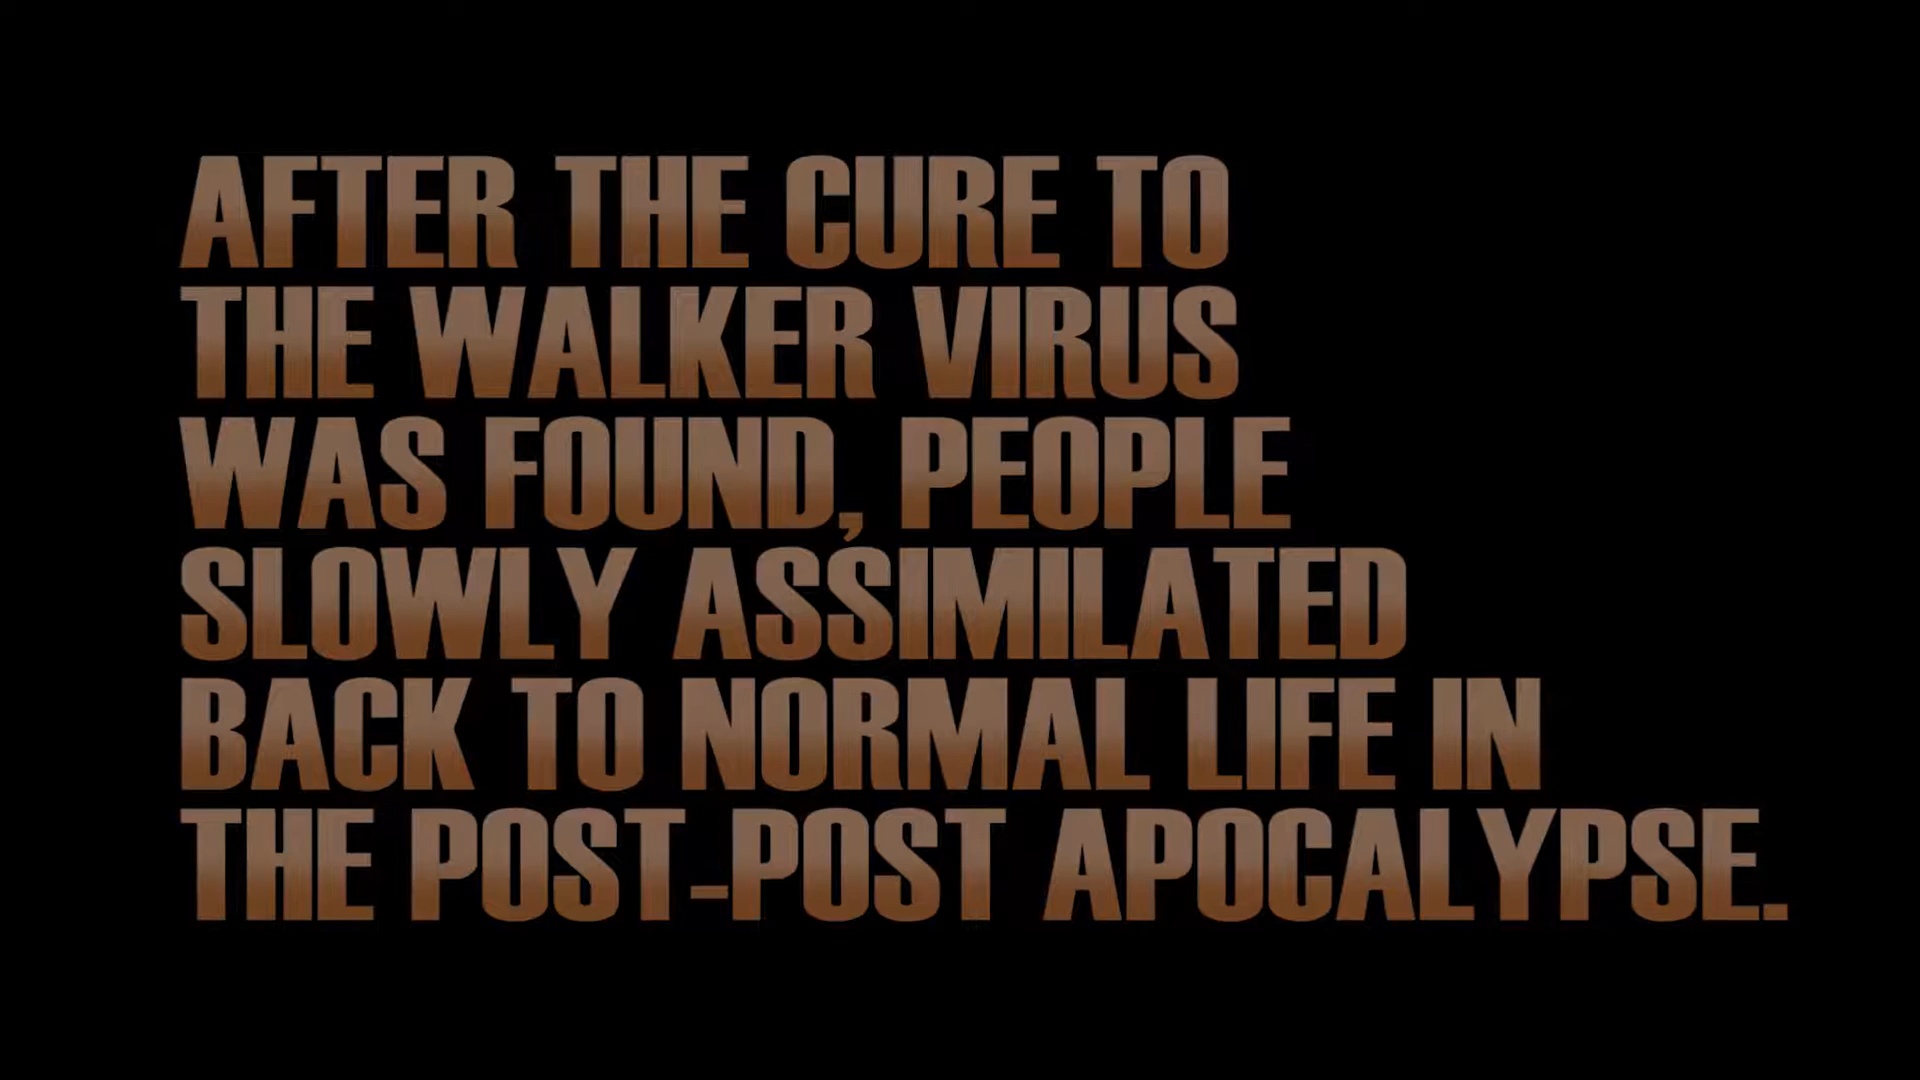 AFTER THE CURE TO
THE WALKER VIRUS
WAS FOUND, PEOPLE
SLOWLY ASSIMILATED
BACK TO NORMAL LIFE IN
THE POST-POST APOCALYPSE.